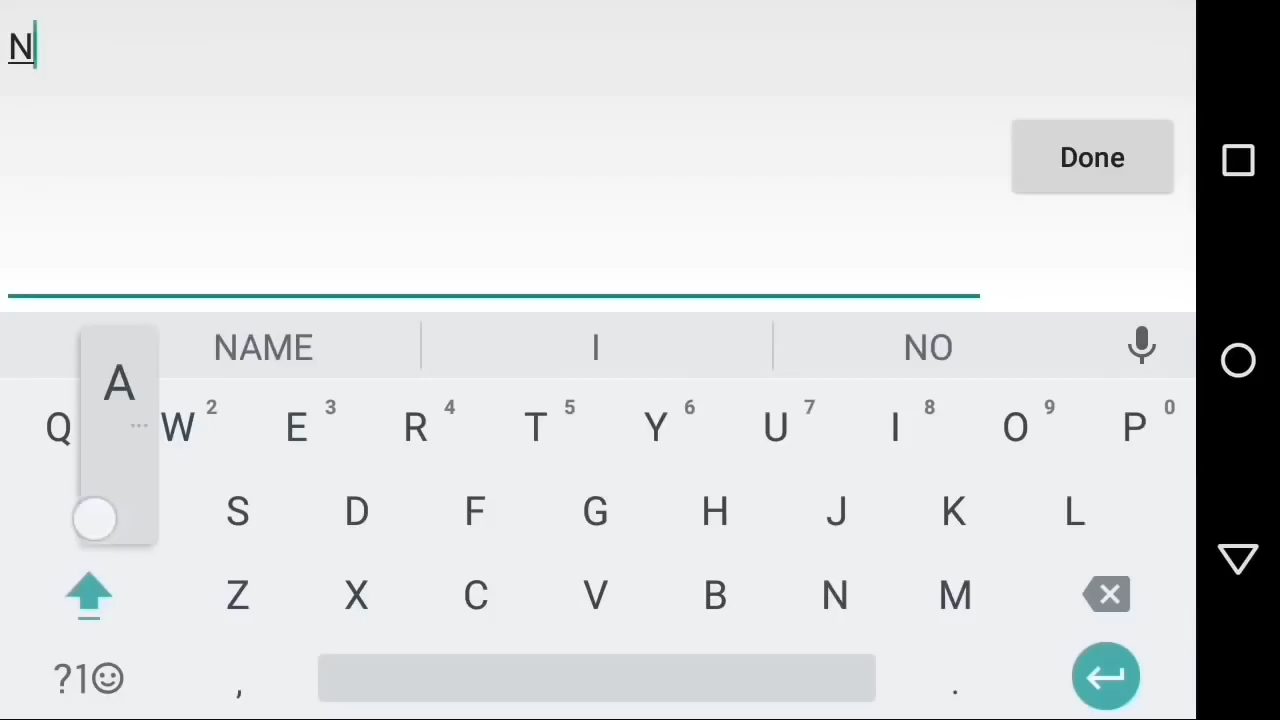 N
Done
NAME I NO
A
Q W 2 E 3 R 4 T 5 Y 6 U 7 I 8 O 9 P 0
S D F G H J K L
Z X C V B N M
?1☺ , .